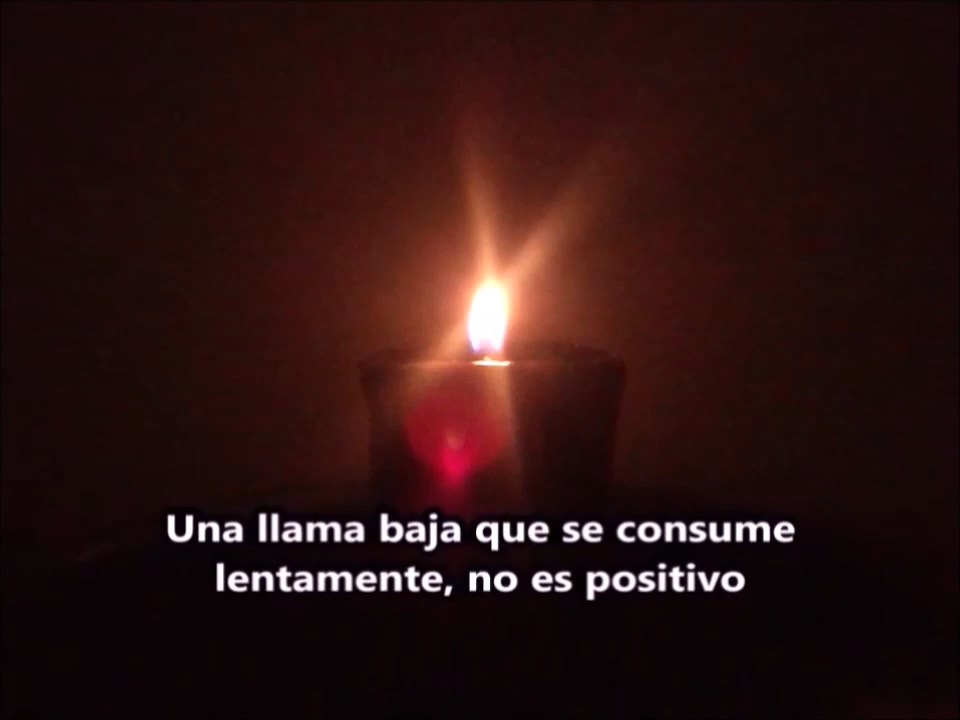 Una llama baja que se consume
lentamente, no es positivo